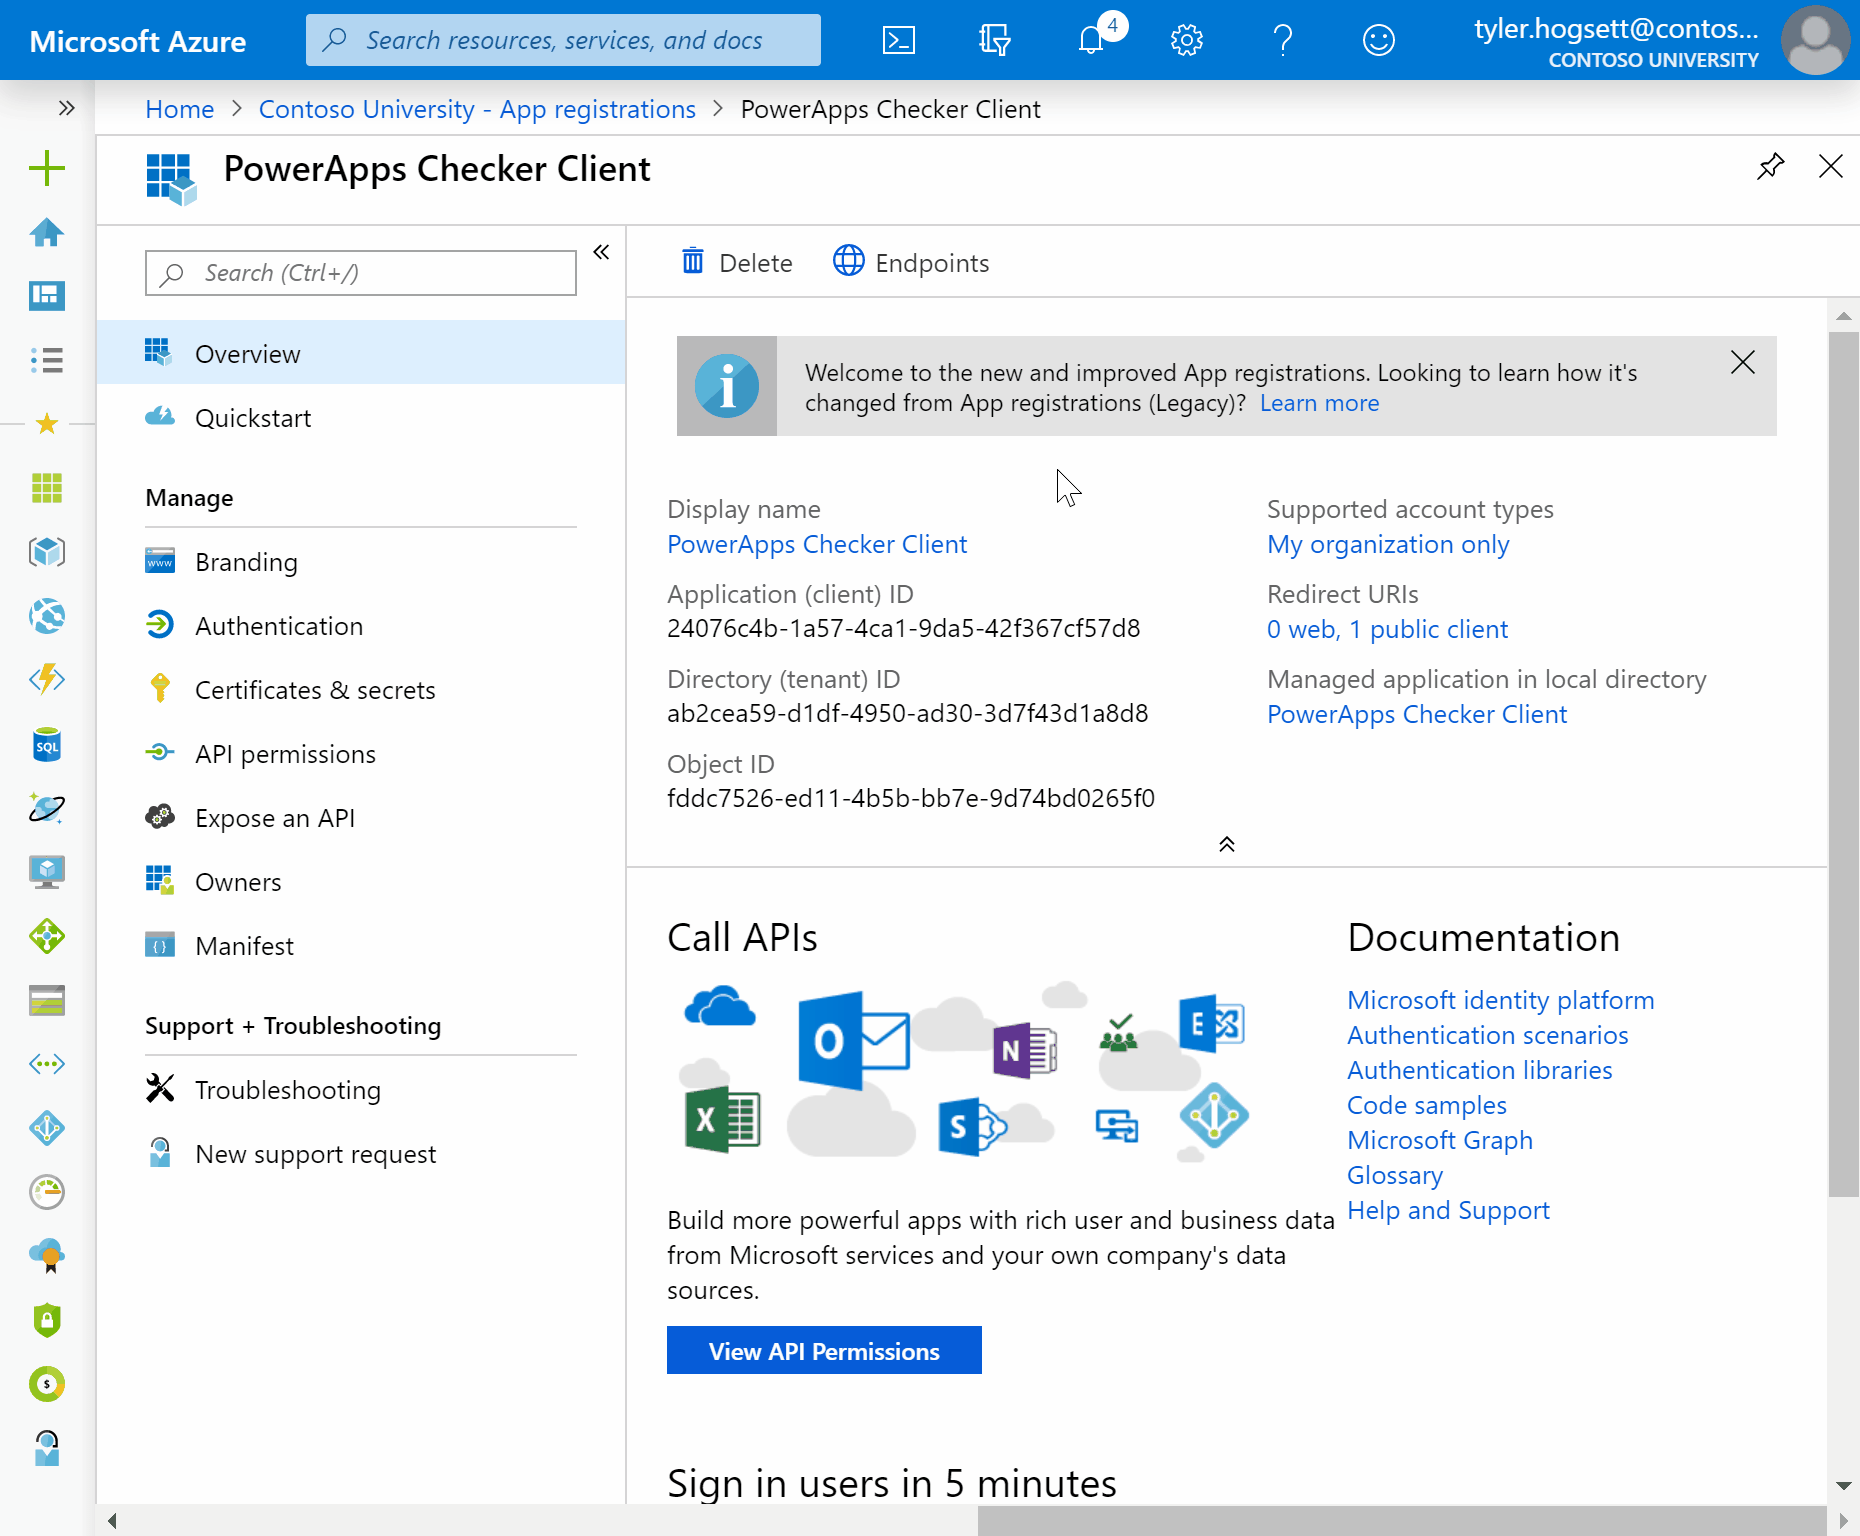 Microsoft Azure
Search resources, services, and docs
4
tyler.hogsett@contos...
CONTOSO UNIVERSITY
Home > Contoso University - App registrations > PowerApps Checker Client
PowerApps Checker Client
Search (Ctrl+/)
Overview
Quickstart
Manage
Branding
Authentication
Certificates & secrets
API permissions
Expose an API
Owners
Manifest
Support + Troubleshooting
Troubleshooting
New support request
Delete
Endpoints
Welcome to the new and improved App registrations. Looking to learn how it's
changed from App registrations (Legacy)? Learn more
Display name
PowerApps Checker Client
Application (client) ID
24076c4b-1a57-4ca1-9da5-42f367cf57d8
Directory (tenant) ID
ab2cea59-d1df-4950-ad30-3d7f43d1a8d8
Object ID
fddc7526-ed11-4b5b-bb7e-9d74bd0265f0
Supported account types
My organization only
Redirect URIs
0 web, 1 public client
Managed application in local directory
PowerApps Checker Client
Call APIs
Build more powerful apps with rich user and business data
from Microsoft services and your own company's data
sources.
View API Permissions
Documentation
Microsoft identity platform
Authentication scenarios
Authentication libraries
Code samples
Microsoft Graph
Glossary
Help and Support
Sign in users in 5 minutes